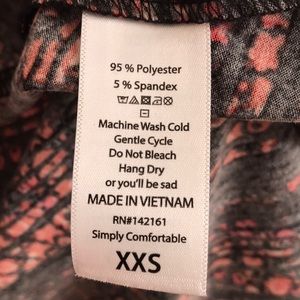 95 % Polyester
5 % Spandex
Machine Wash Cold
Gentle Cycle
Do Not Bleach
Hang Dry
or you'll be sad
MADE IN VIETNAM
RN#142161
Simply Comfortable
XXS